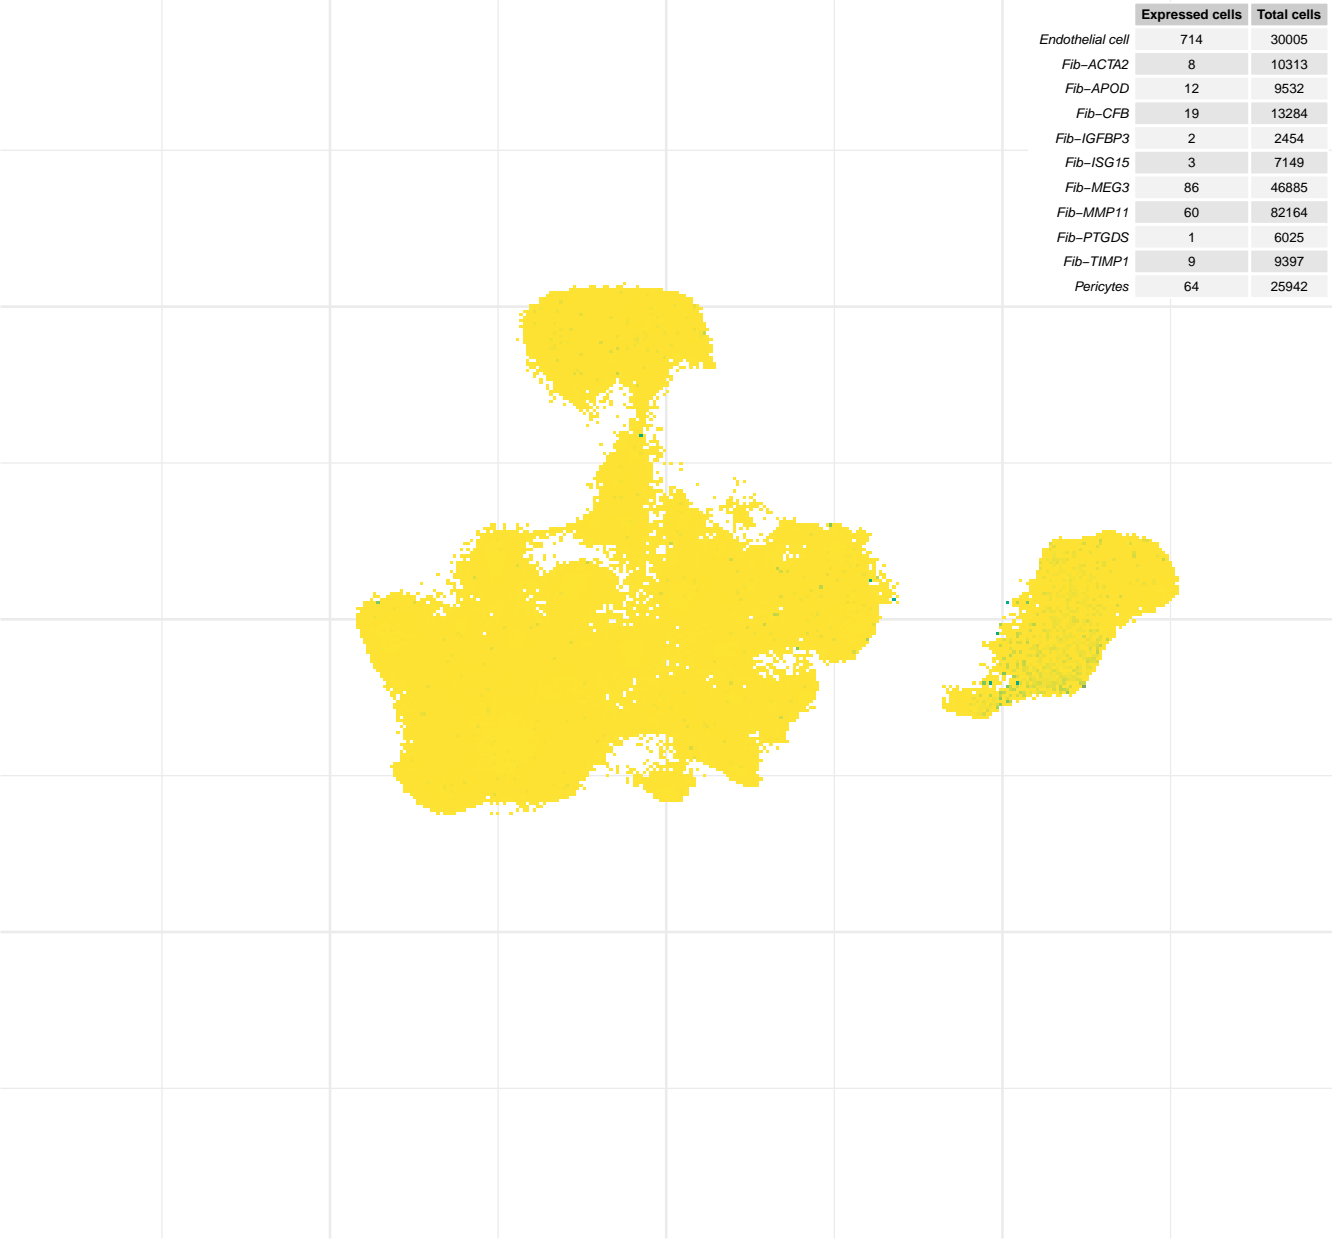 Expressed cells Total cells
Endothelial cell 714 30005
Fib−ACTA2 8 10313
Fib−APOD 12 9532
Fib−CFB 19 13284
Fib−IGFBP3 2 2454
Fib−ISG15 3 7149
Fib−MEG3 86 46885
Fib−MMP11 60 82164
Fib−PTGDS 1 6025
Fib−TIMP1 9 9397
Pericytes 64 25942